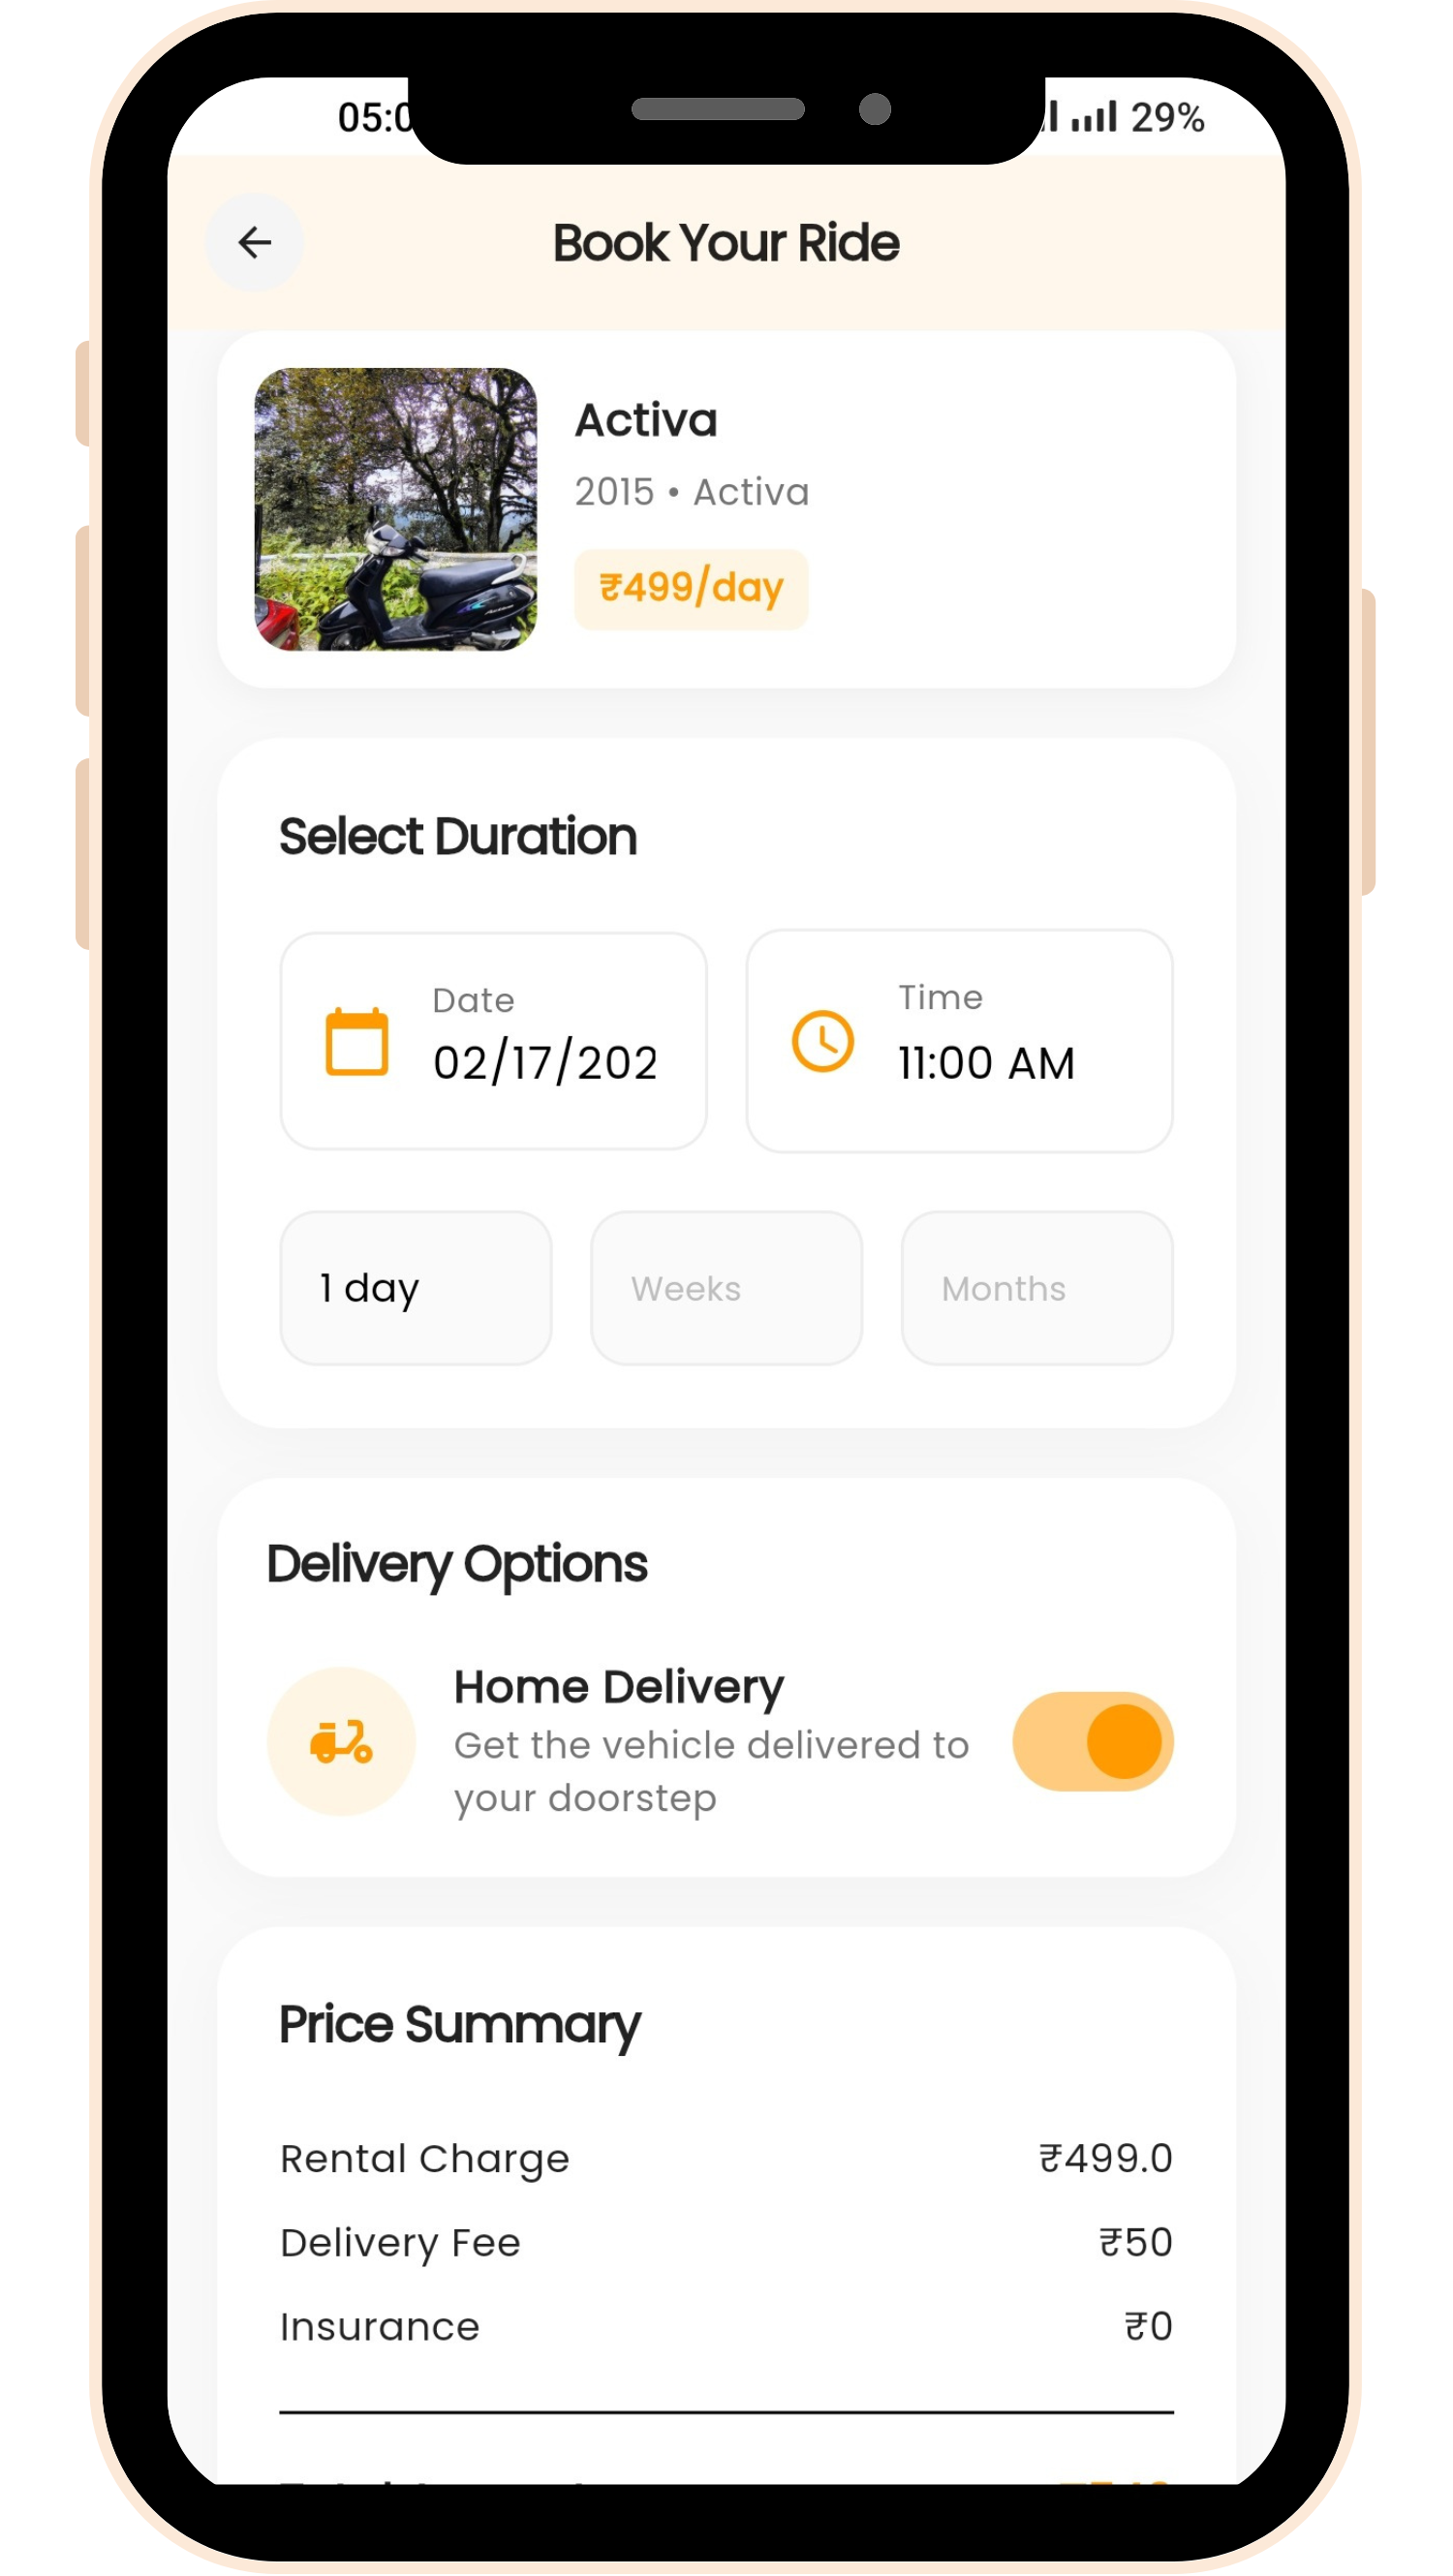 05:0
29%
Book Your Ride
Activa
2015 • Activa
₹499/day
Select Duration
Date
02/17/202
Time
11:00 AM
1 day
Weeks
Months
Delivery Options
Home Delivery
Get the vehicle delivered to
your doorstep
Price Summary
Rental Charge
₹499.0
Delivery Fee
₹50
Insurance
₹0